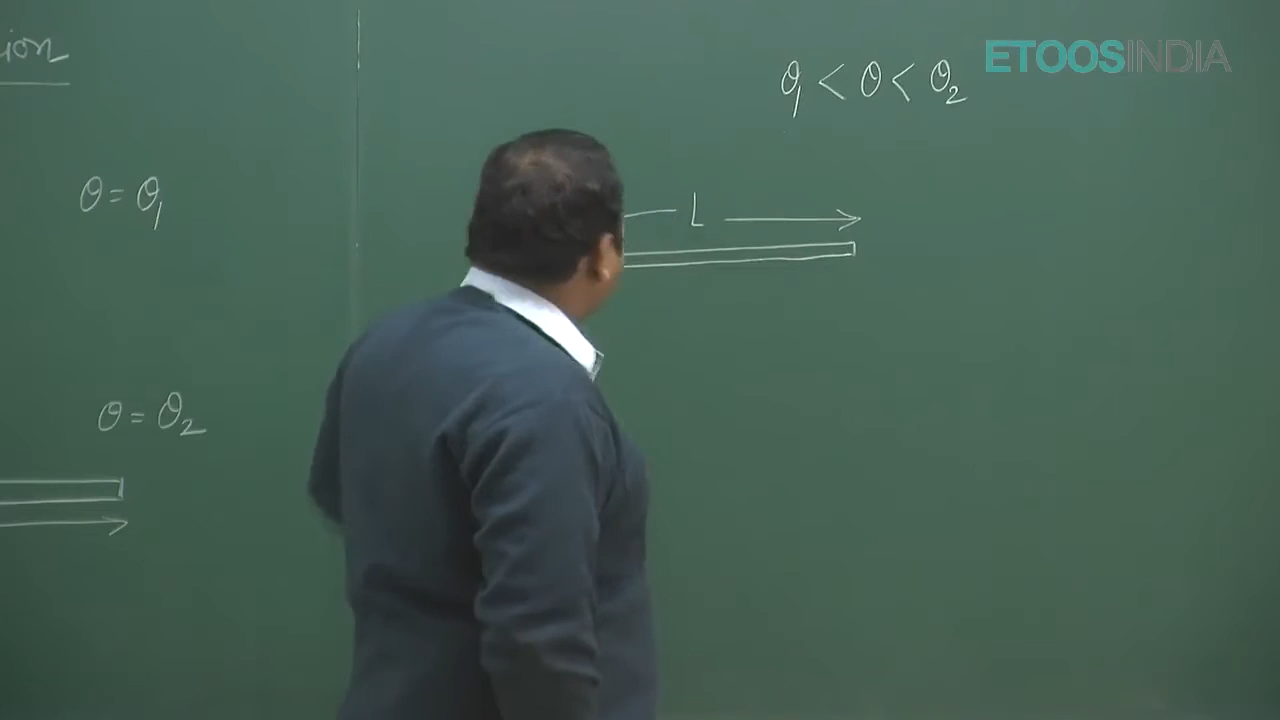 ion
θ = θ₁
θ = θ₂
θ₁ < θ < θ₂
L
ETOOSINDIA